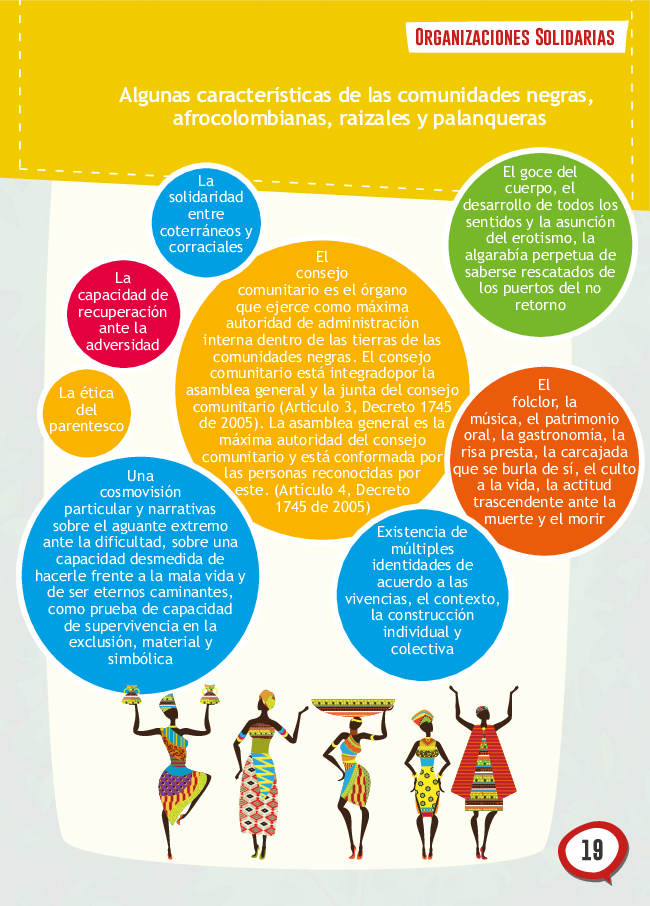 ORGANIZACIONES SOLIDARIAS
Algunas características de las comunidades negras,
afrocolombianas, raizales y palanqueras
La
solidaridad
entre
coterráneos y
corraciales
El goce del
cuerpo, el
desarrollo de todos los
sentidos y la asunción
del erotismo, la
algarabía perpetua de
saberse rescatados de
los puertos del no
retorno
La
capacidad de
recuperación
ante la
adversidad
El
consejo
comunitario es el órgano
que ejerce como máxima
autoridad de administración
interna dentro de las tierras de las
comunidades negras. El consejo
comunitario está integradopor la
asamblea general y la junta del consejo
comunitario (Artículo 3, Decreto 1745
de 2005). La asamblea general es la
máxima autoridad del consejo
comunitario y está conformada por
las personas reconocidas por
este. (Artículo 4, Decreto
1745 de 2005)
La ética
del
parentesco
El
folclor, la
música, el patrimonio
oral, la gastronomía, la
risa presta, la carcajada
que se burla de sí, el culto
a la vida, la actitud
trascendente ante la
muerte y el morir
Una
cosmovisión
particular y narrativas
sobre el aguante extremo
ante la dificultad, sobre una
capacidad desmedida de
hacerle frente a la mala vida y
de ser eternos caminantes,
como prueba de capacidad
de supervivencia en la
exclusión, material y
simbólica
Existencia de
múltiples
identidades de
acuerdo a las
vivencias, el contexto,
la construcción
individual y
colectiva
19